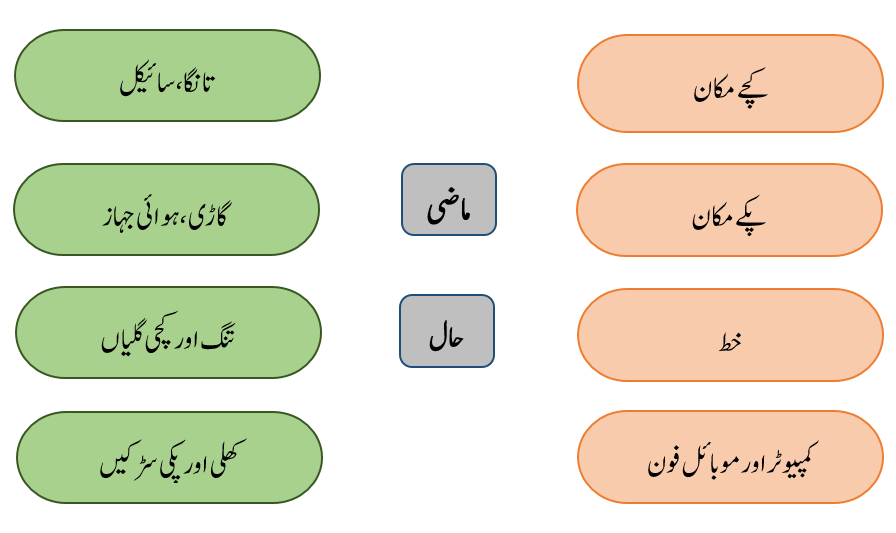 کچے مکان
تانگا،سائیکل
پکے مکان
ماضی
گاڑی،ہوائی جہاز
خط
حال
تنگ اور کچی گلیاں
کمپیوٹر اور موبائل فون
کھلی اور پکی سڑکیں